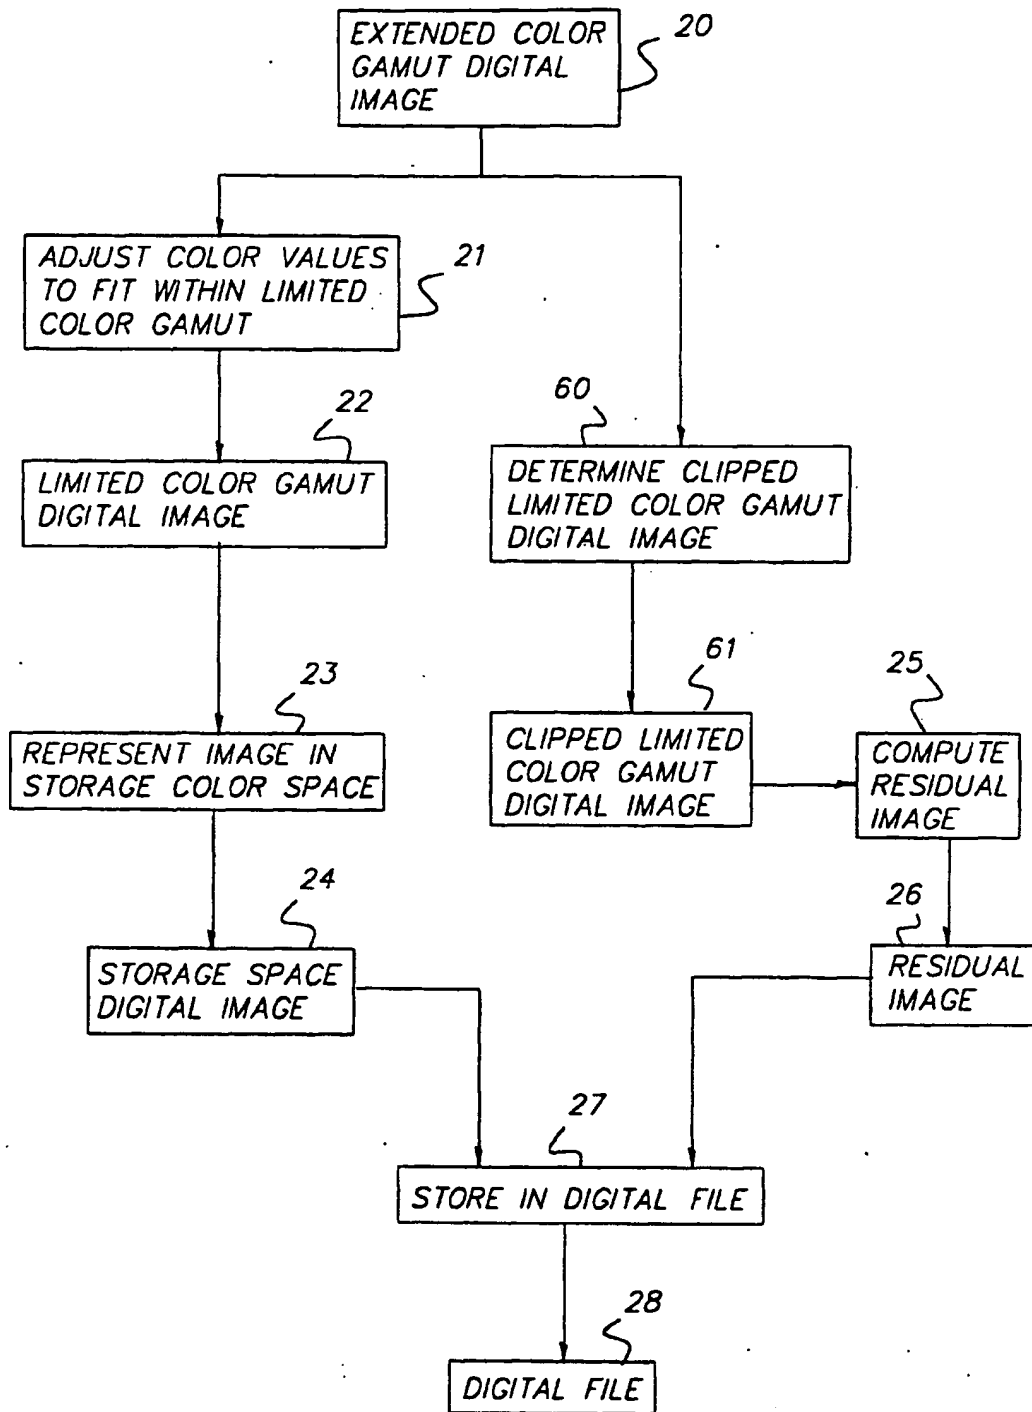 EXTENDED COLOR
GAMUT DIGITAL
IMAGE
20
ADJUST COLOR VALUES
TO FIT WITHIN LIMITED
COLOR GAMUT
21
22
LIMITED COLOR GAMUT
DIGITAL IMAGE
60
DETERMINE CLIPPED
LIMITED COLOR GAMUT
DIGITAL IMAGE
23
REPRESENT IMAGE IN
STORAGE COLOR SPACE
61
CLIPPED LIMITED
COLOR GAMUT
DIGITAL IMAGE
25
COMPUTE
RESIDUAL
IMAGE
24
STORAGE SPACE
DIGITAL IMAGE
26
RESIDUAL
IMAGE
27
STORE IN DIGITAL FILE
28
DIGITAL FILE